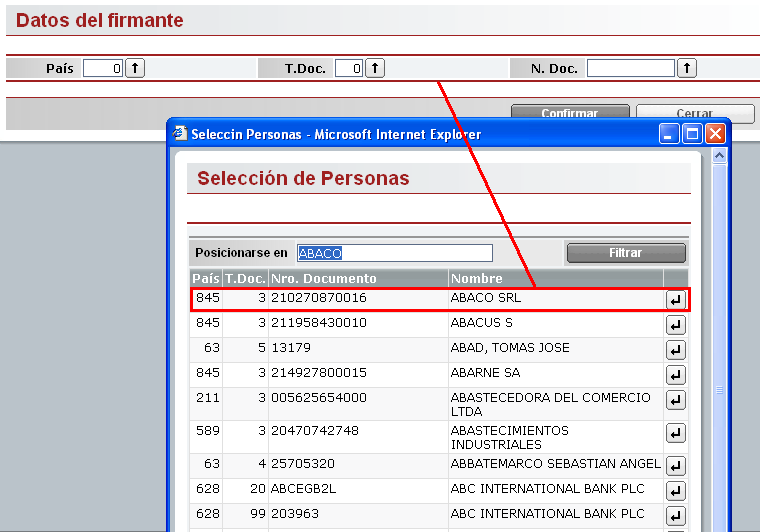 Datos del firmante
País 0 T.Doc. 0 N. Doc.
Confirmar Cerrar
Seleccin Personas - Microsoft Internet Explorer
Selección de Personas
Posicionarse en ABACO Filtrar
País T.Doc. Nro. Documento Nombre
845 3 210270870016 ABACO SRL
845 3 211958430010 ABACUS S
63 5 13179 ABAD, TOMAS JOSE
845 3 214927800015 ABARNE SA
211 3 005625654000 ABASTECEDORA DEL COMERCIO
LTDA
589 3 20470742748 ABASTECIMIENTOS
INDUSTRIALES
63 4 25705320 ABBATEMARCO SEBASTIAN ANGEL
628 20 ABCEGB2L ABC INTERNATIONAL BANK PLC
628 99 203963 ABC INTERNATIONAL BANK PLC